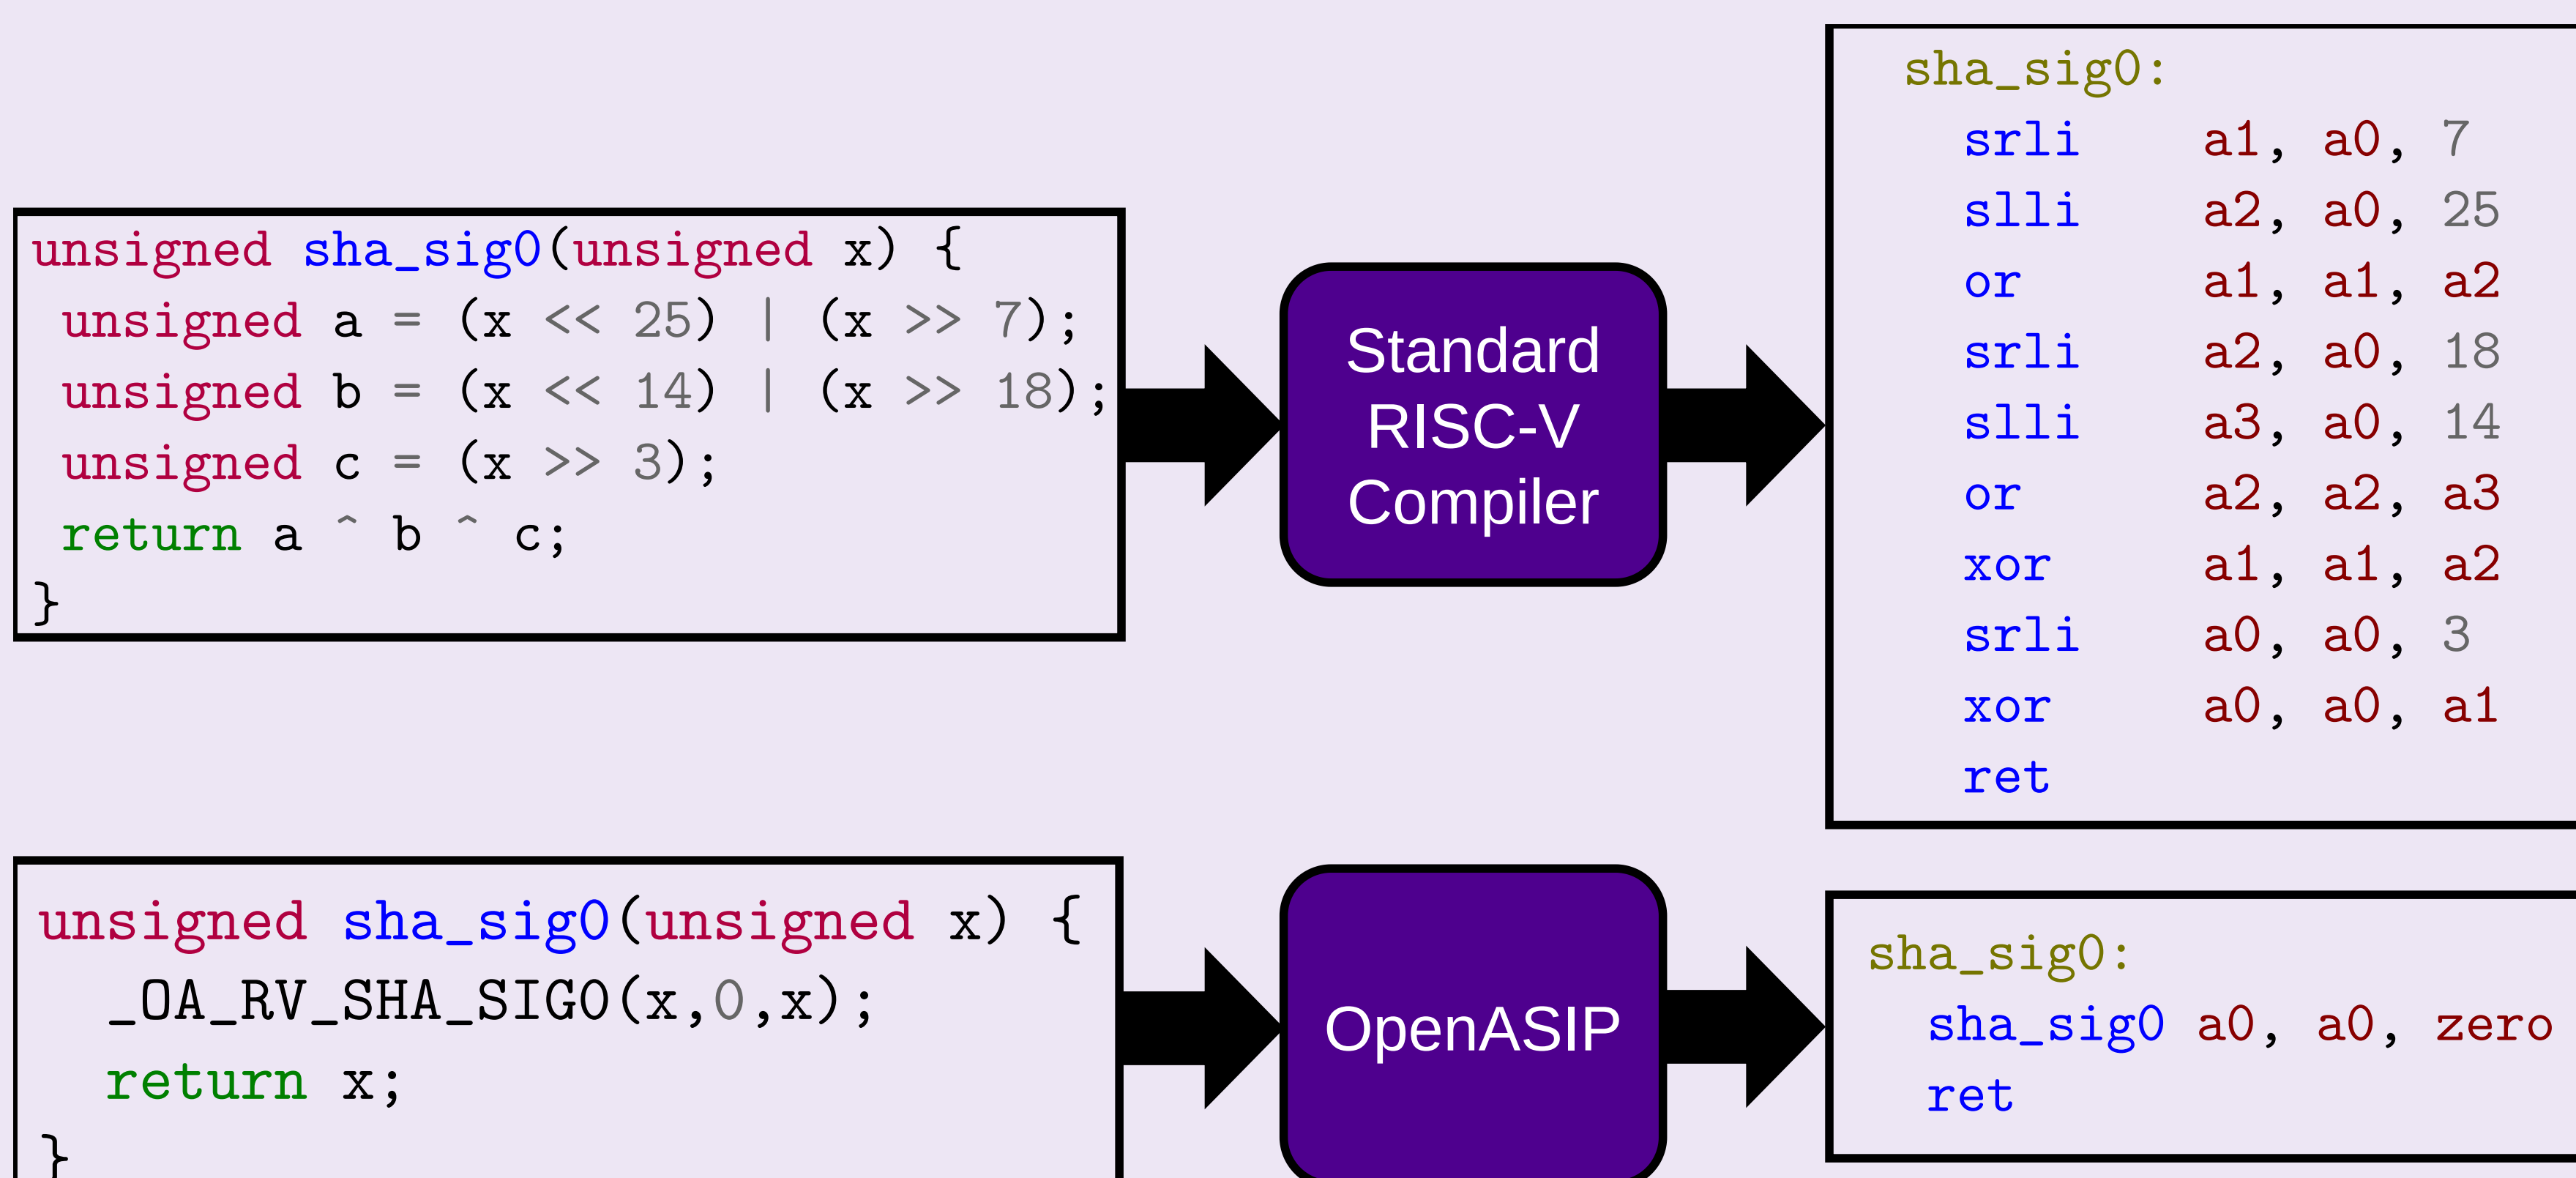 unsigned sha_sig0(unsigned x) {
 unsigned a = (x << 25) | (x >> 7);
 unsigned b = (x << 14) | (x >> 18);
 unsigned c = (x >> 3);
 return a ^ b ^ c;
}
Standard
RISC-V
Compiler
sha_sig0:
  srli    a1, a0, 7
  slli    a2, a0, 25
  or      a1, a1, a2
  srli    a2, a0, 18
  slli    a3, a0, 14
  or      a2, a2, a3
  xor     a1, a1, a2
  srli    a0, a0, 3
  xor     a0, a0, a1
  ret
unsigned sha_sig0(unsigned x) {
  _OA_RV_SHA_SIG0(x,0,x);
  return x;
}
OpenASIP
sha_sig0:
  sha_sig0 a0, a0, zero
  ret